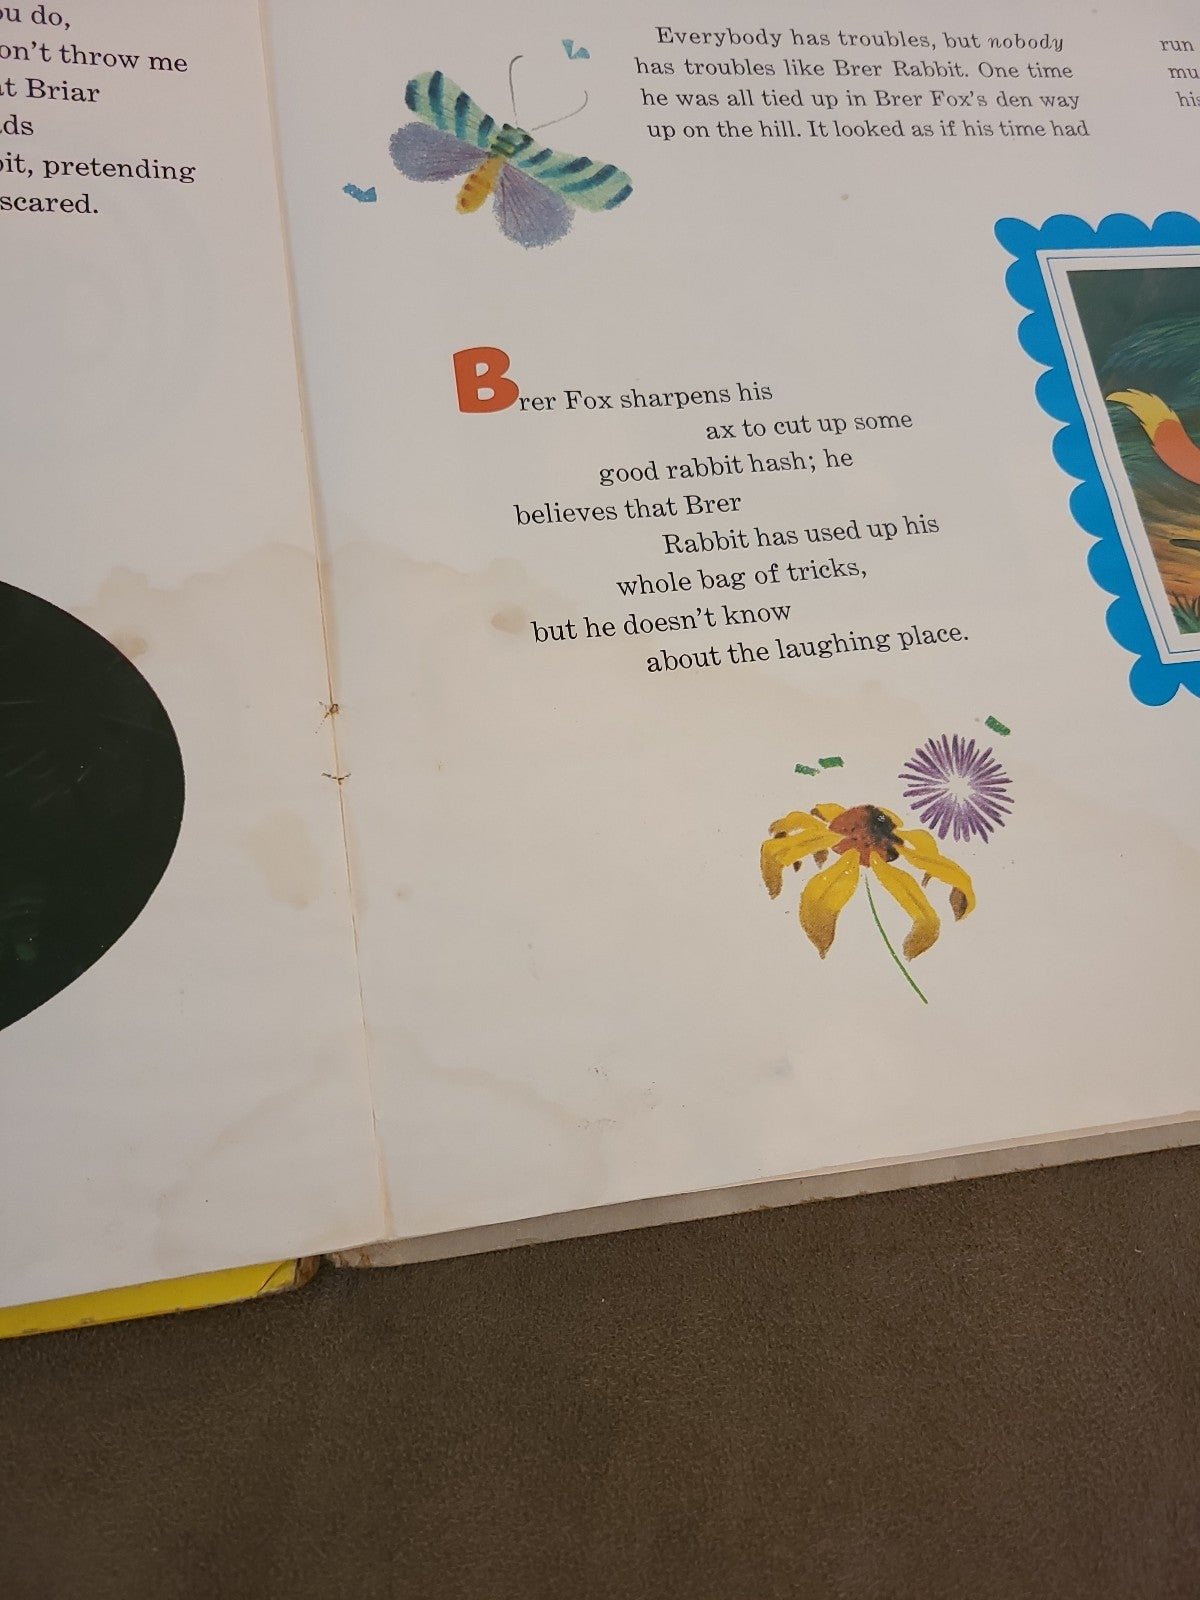 ou do,
on't throw me
at Briar
ds
bit, pretending
scared.
Everybody has troubles, but nobody
has troubles like Brer Rabbit. One time
he was all tied up in Brer Fox's den way
up on the hill. It looked as if his time had
run
mu
his
Brer Fox sharpens his
ax to cut up some
good rabbit hash; he
believes that Brer
Rabbit has used up his
whole bag of tricks,
but he doesn't know
about the laughing place.